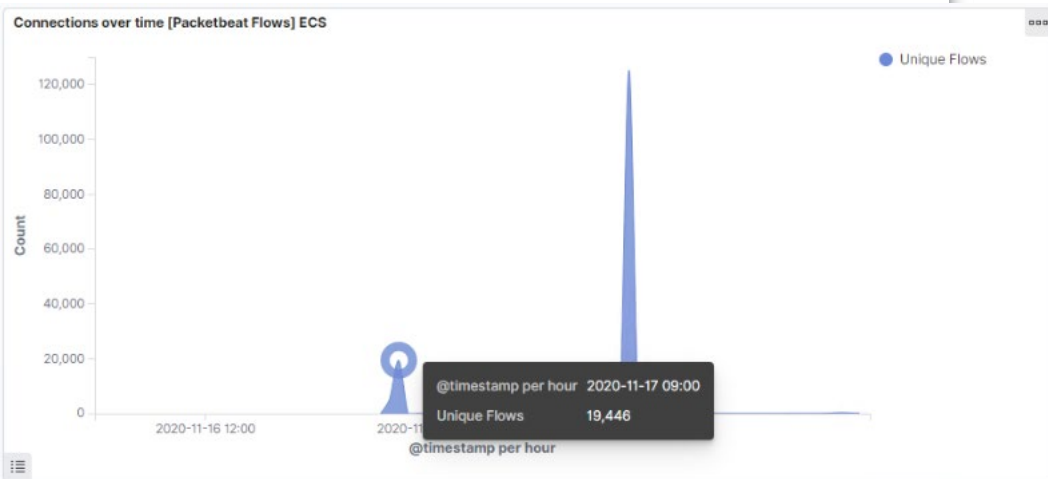 Connections over time [Packetbeat Flows] ECS
Unique Flows
120,000
100,000
80,000
60,000
40,000
20,000
0
Count
@timestamp per hour 2020-11-17 09:00
Unique Flows 19,446
2020-11-16 12:00
2020-11
@timestamp per hour